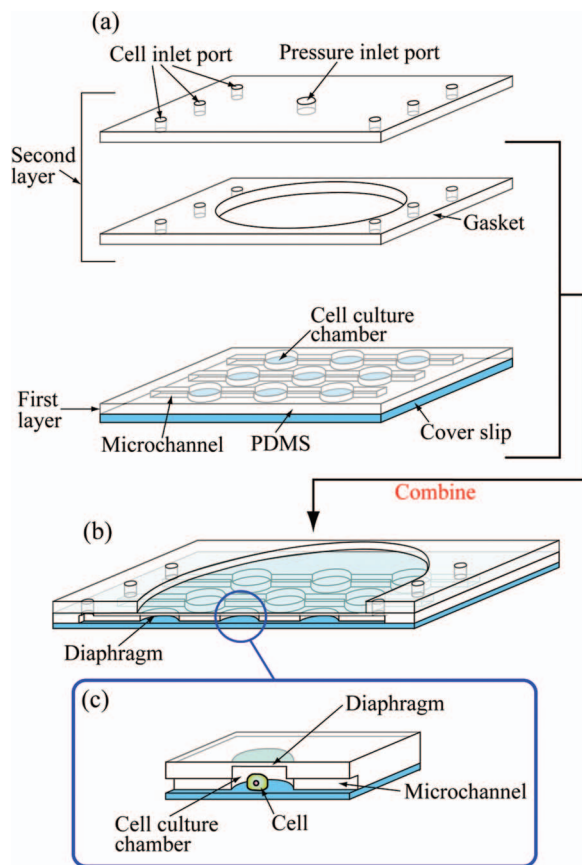 (a)
Cell inlet port
Pressure inlet port
Second
layer
Gasket
Cell culture
chamber
First
layer
Microchannel
PDMS
Cover slip
Combine
(b)
Diaphragm
(c)
Diaphragm
Microchannel
Cell culture
chamber
Cell